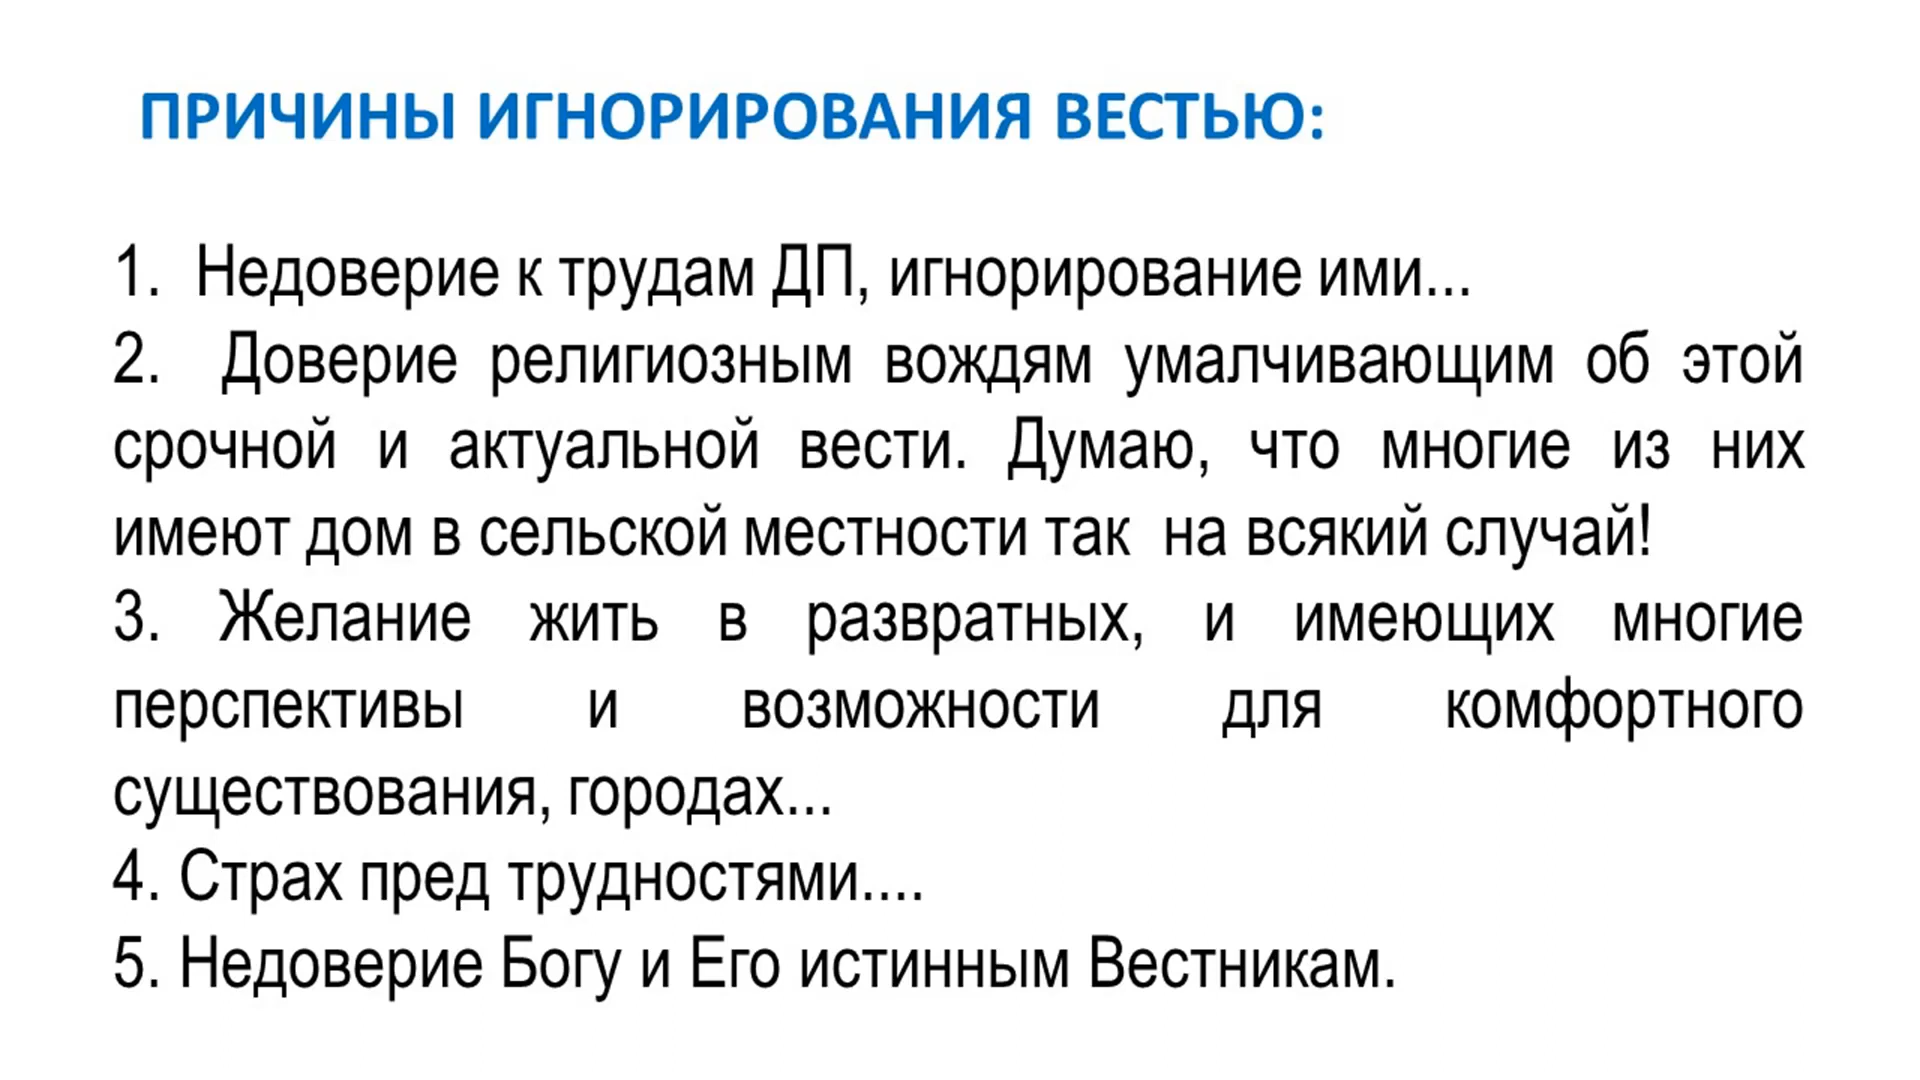 ПРИЧИНЫ ИГНОРИРОВАНИЯ ВЕСТЬЮ:
1. Недоверие к трудам ДП, игнорирование ими...
2. Доверие религиозным вождям умалчивающим об этой
срочной и актуальной вести. Думаю, что многие из них
имеют дом в сельской местности так на всякий случай!
3. Желание жить в развратных, и имеющих многие
перспективы и возможности для комфортного
существования, городах...
4. Страх пред трудностями....
5. Недоверие Богу и Его истинным Вестникам.